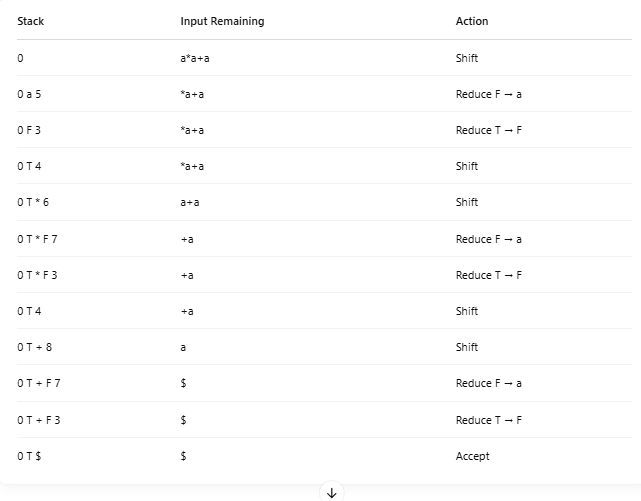 Stack Input Remaining Action
0 a*a+a Shift
0 a 5 *a+a Reduce F → a
0 F 3 *a+a Reduce T → F
0 T 4 *a+a Shift
0 T * 6 a+a Shift
0 T * F 7 +a Reduce F → a
0 T * F 3 +a Reduce T → F
0 T 4 +a Shift
0 T + 8 a Shift
0 T + F 7 $ Reduce F → a
0 T + F 3 $ Reduce T → F
0 T $ $ Accept